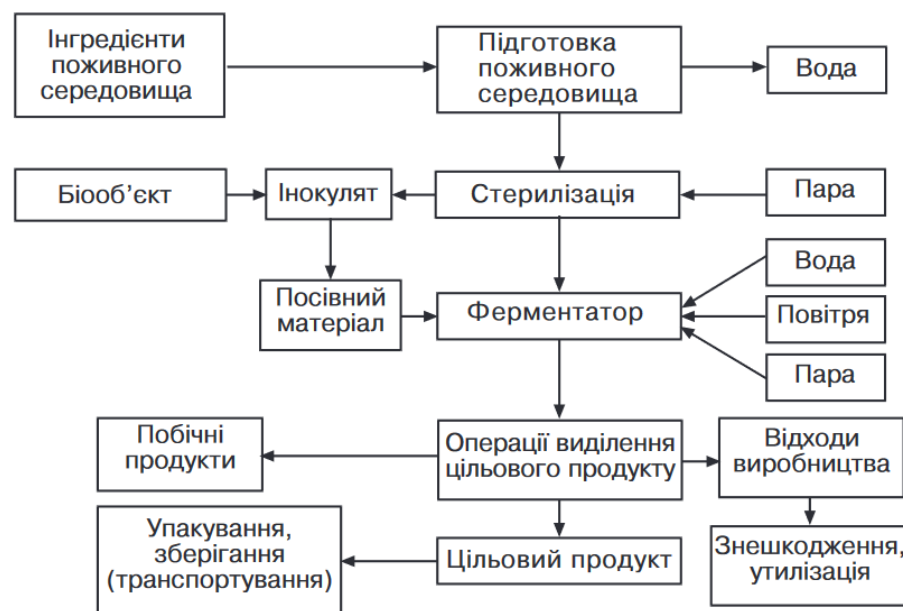 Інгредієнти
поживного
середовища
Підготовка
поживного
середовища
Вода
Біооб’єкт
Інокулят
Стерилізація
Пара
Посівний
матеріал
Ферментатор
Вода
Повітря
Пара
Побічні
продукти
Операції виділення
цільового продукту
Відходи
виробництва
Упакування,
зберігання
(транспортування)
Цільовий продукт
Знешкодження,
утилізація